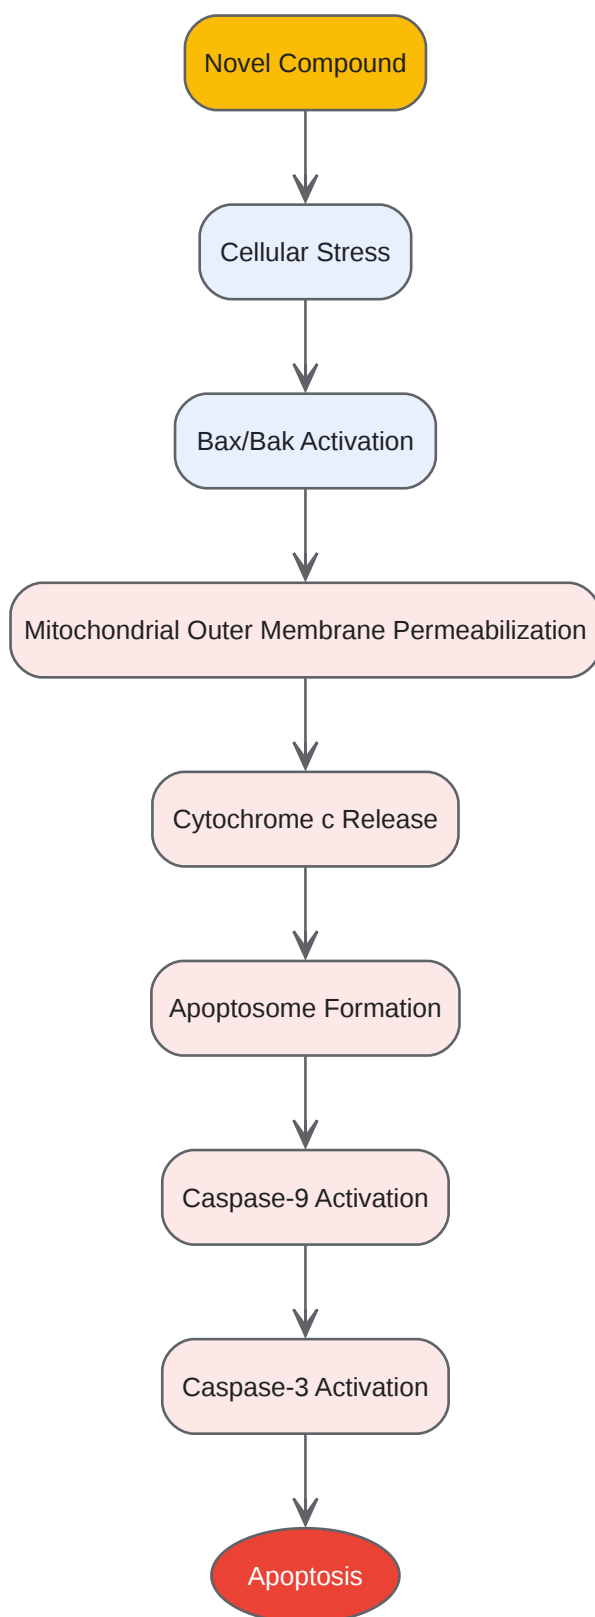 Novel Compound
Cellular Stress
Bax/Bak Activation
Mitochondrial Outer Membrane Permeabilization
Cytochrome c Release
Apoptosome Formation
Caspase-9 Activation
Caspase-3 Activation
Apoptosis